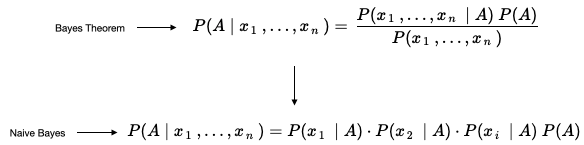 Bayes Theorem P(A | x₁ ,…,xₙ ) = P(x₁ ,…,xₙ | A) P(A) / P(x₁ ,…,xₙ )
Naive Bayes P(A | x₁ ,…,xₙ ) = P(x₁ | A) · P(x₂ | A) · P(xᵢ | A) P(A)